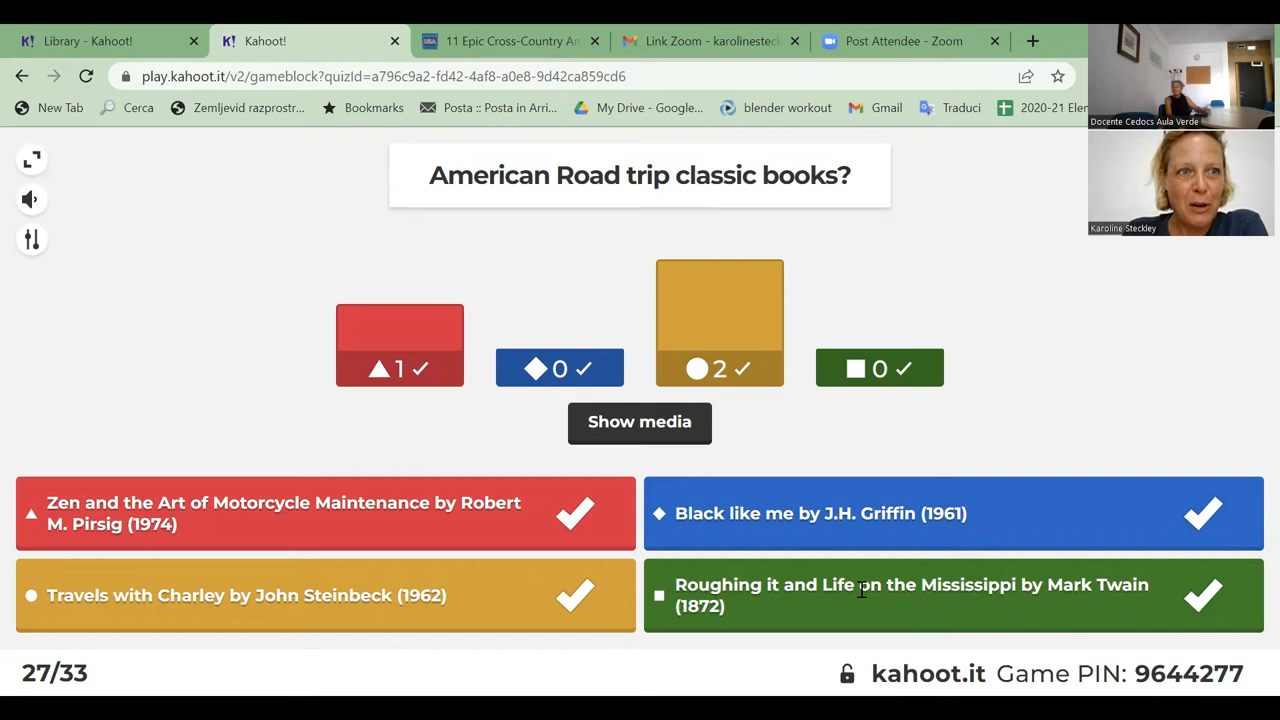 Library - Kahoot!
Kahoot!
11 Epic Cross-Country Am
Link Zoom - karolinesteck
Post Attendee - Zoom
play.kahoot.it/v2/gameblock?quizId=a796c9a2-fd42-4af8-a0e8-9d42ca859cd6
New Tab
Cerca
Zemljevid razprostr...
Bookmarks
Posta :: Posta in Arri...
My Drive - Google...
blender workout
Gmail
Traduci
2020-21 Elen
Docente Cedocs Aula Verde
Karoline Steckley
American Road trip classic books?
1
0
2
0
Show media
Zen and the Art of Motorcycle Maintenance by Robert
M. Pirsig (1974)
Black like me by J.H. Griffin (1961)
Travels with Charley by John Steinbeck (1962)
Roughing it and Life on the Mississippi by Mark Twain
(1872)
27/33
kahoot.it Game PIN: 9644277